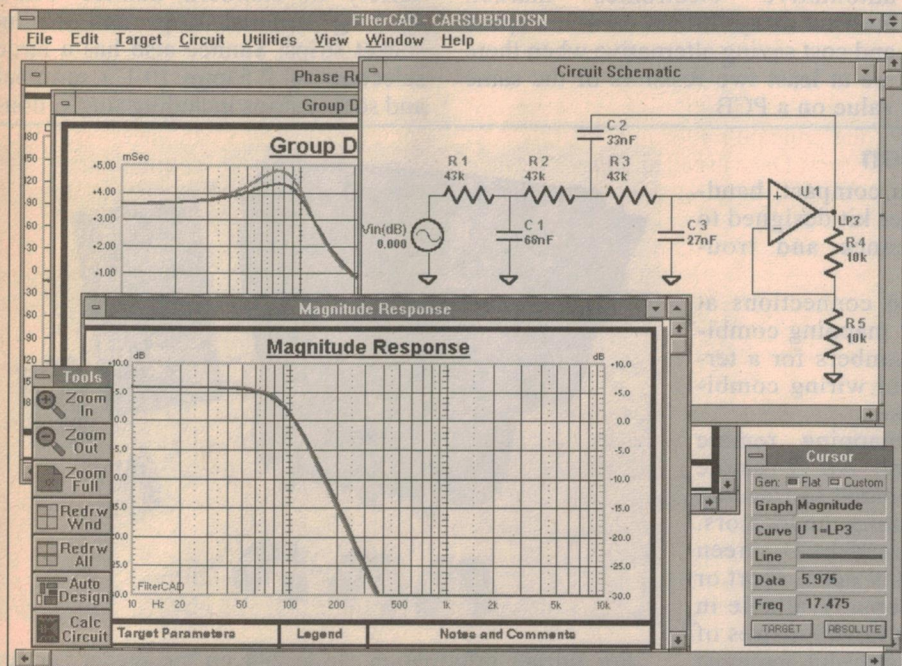 FilterCAD - CARSUB50.DSN
File Edit Target Circuit Utilities View Window Help
Phase Re
Circuit Schematic
Group D
Group D
mSec
+5.00
+4.00
+3.00
+2.00
+1.00
C 2
33nF
R 1
43k
R 2
43k
R 3
43k
Vin(dB)
0.000
C 1
68nF
C 3
27nF
U 1
LP3
R 4
10k
R 5
10k
Magnitude Response
Magnitude Response
dB
dB
+10.0
+5.0
0.0
-5.0
-10.0
-15.0
-20.0
-25.0
-30.0
FilterCAD
10 Hz 20 50 100 200 500 1k 2k 5k 10k
Target Parameters Legend Notes and Comments
Tools
Zoom In
Zoom Out
Zoom Full
Redrw Wnd
Redrw All
Auto Design
Calc Circuit
Cursor
Gen: Flat Custom
Graph Magnitude
Curve U 1=LP3
Line
Data 5.975
Freq 17.475
TARGET ABSOLUTE
value on a PCB